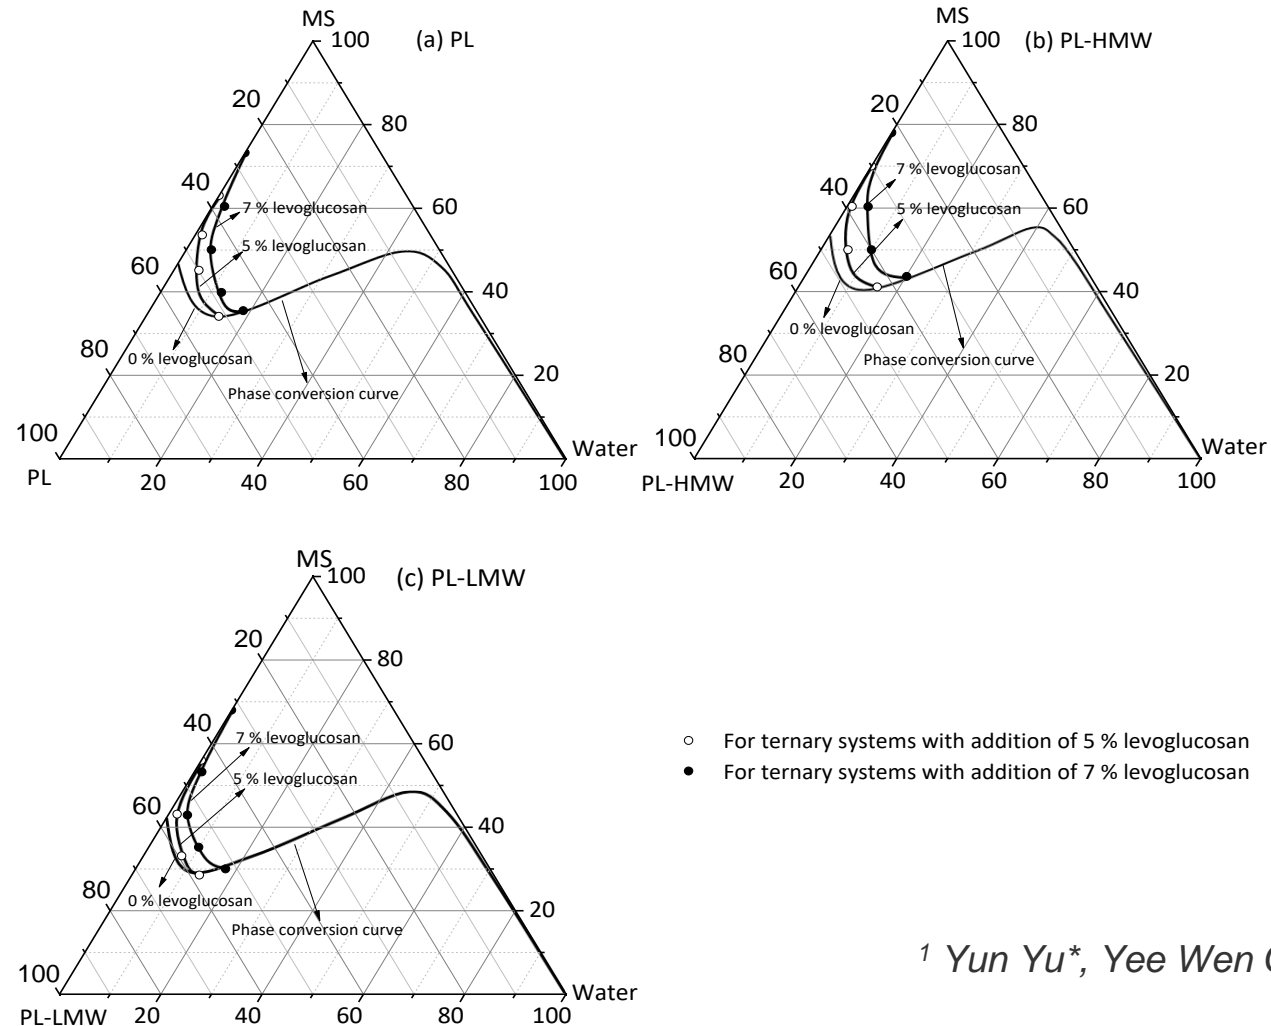 MS
100
(a) PL
20
80
40
7 % levoglucosan
60
5 % levoglucosan
60
40
0 % levoglucosan
80
20
Phase conversion curve
100
Water
PL
20
40
60
80
100
MS
100
(b) PL-HMW
20
80
7 % levoglucosan
40
5 % levoglucosan
60
60
40
0 % levoglucosan
Phase conversion curve
80
20
100
Water
PL-HMW
20
40
60
80
100
MS
100
(c) PL-LMW
20
80
40
7 % levoglucosan
60
5 % levoglucosan
60
40
0 % levoglucosan
80
20
Phase conversion curve
100
Water
PL-LMW
20
40
60
80
100
For ternary systems with addition of 5 % levoglucosan
For ternary systems with addition of 7 % levoglucosan
1 Yun Yu*, Yee Wen